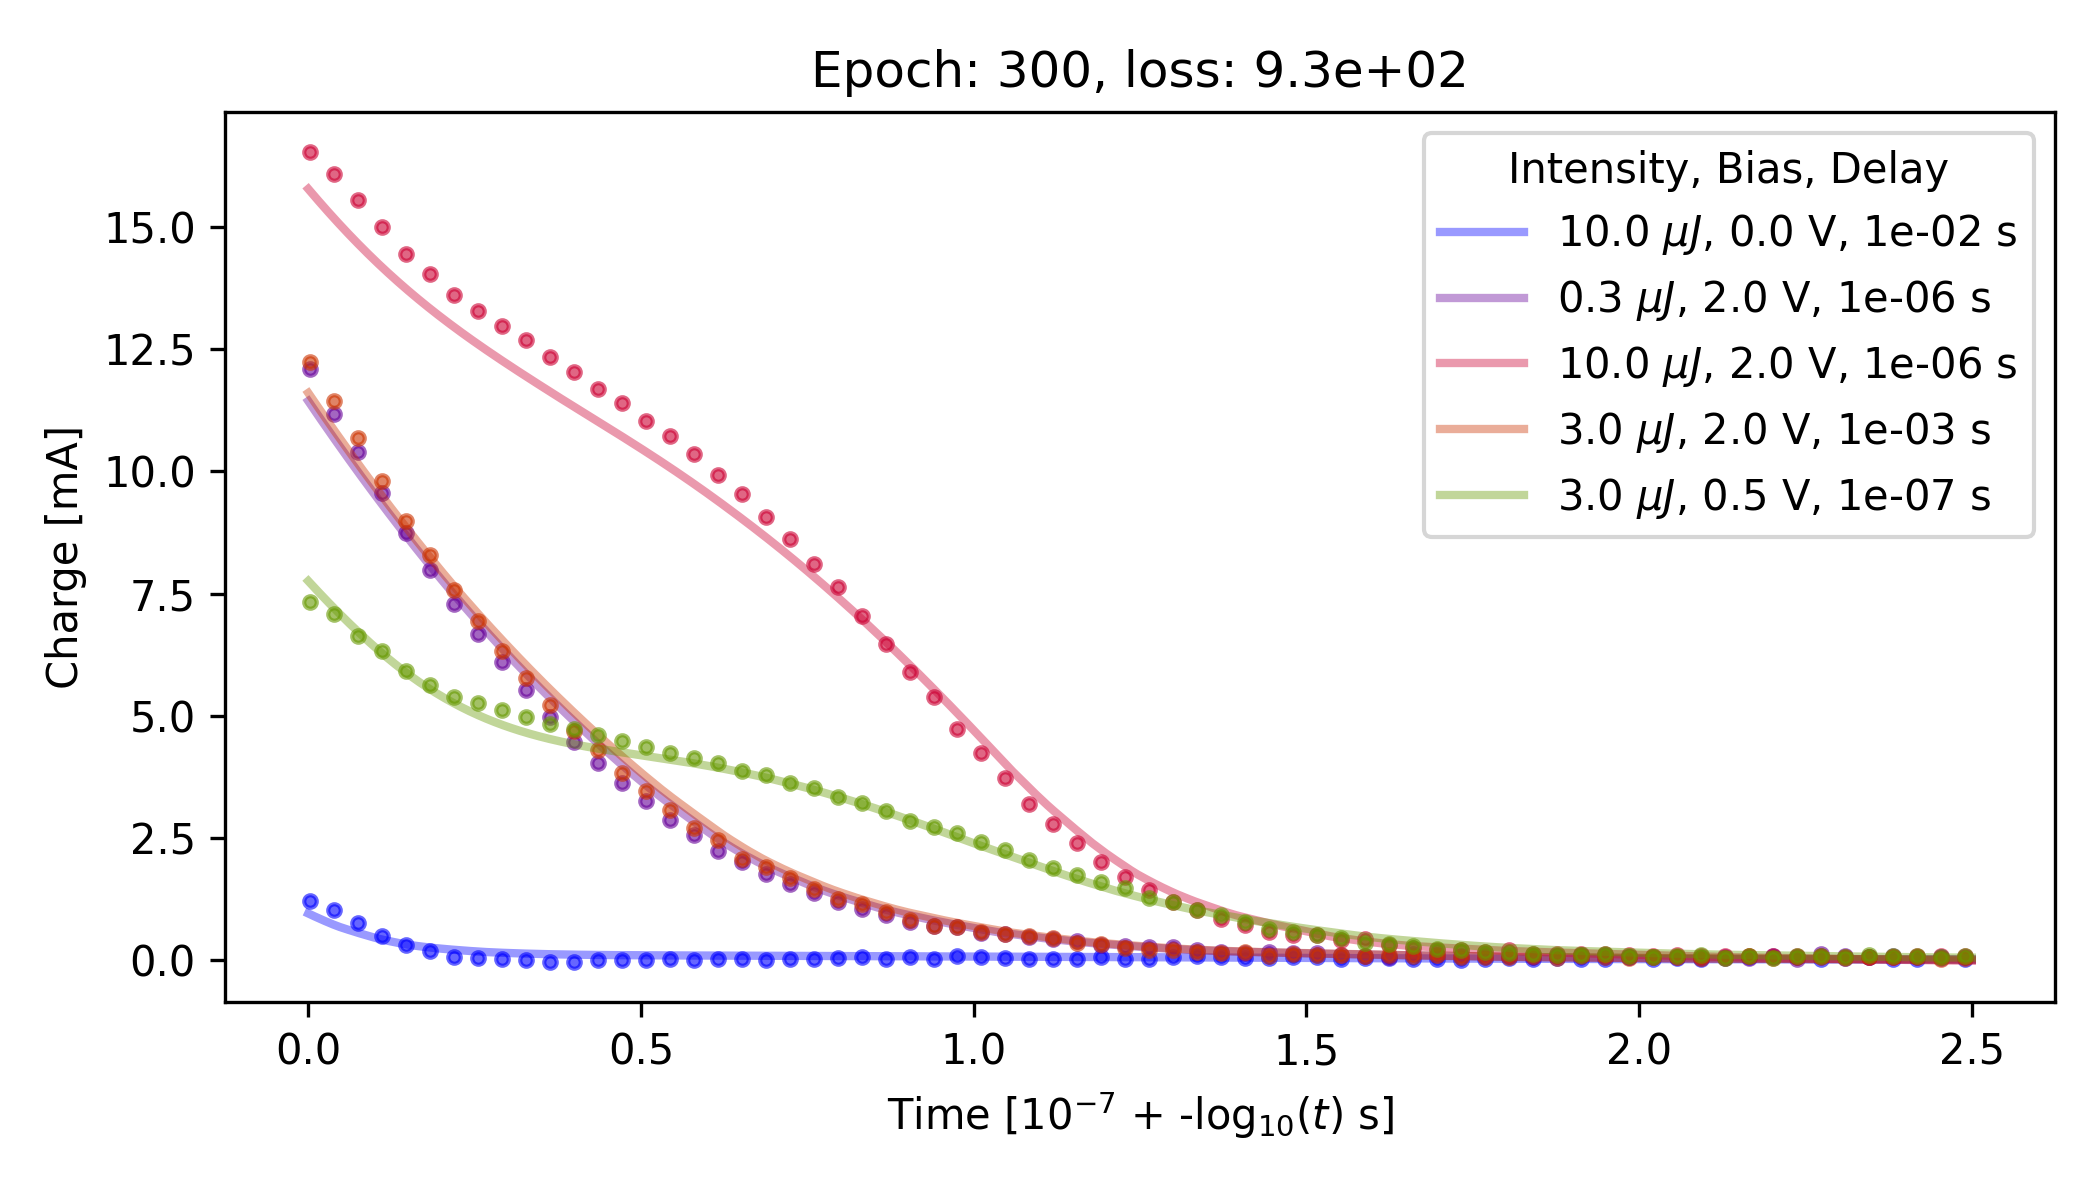 Epoch: 300, loss: 9.3e+02
Charge [mA]
15.0
12.5
10.0
7.5
5.0
2.5
0.0
Intensity, Bias, Delay
10.0 μJ, 0.0 V, 1e-02 s
0.3 μJ, 2.0 V, 1e-06 s
10.0 μJ, 2.0 V, 1e-06 s
3.0 μJ, 2.0 V, 1e-03 s
3.0 μJ, 0.5 V, 1e-07 s
0.0 0.5 1.0 1.5 2.0 2.5
Time [10⁻⁷ + -log₁₀(t) s]